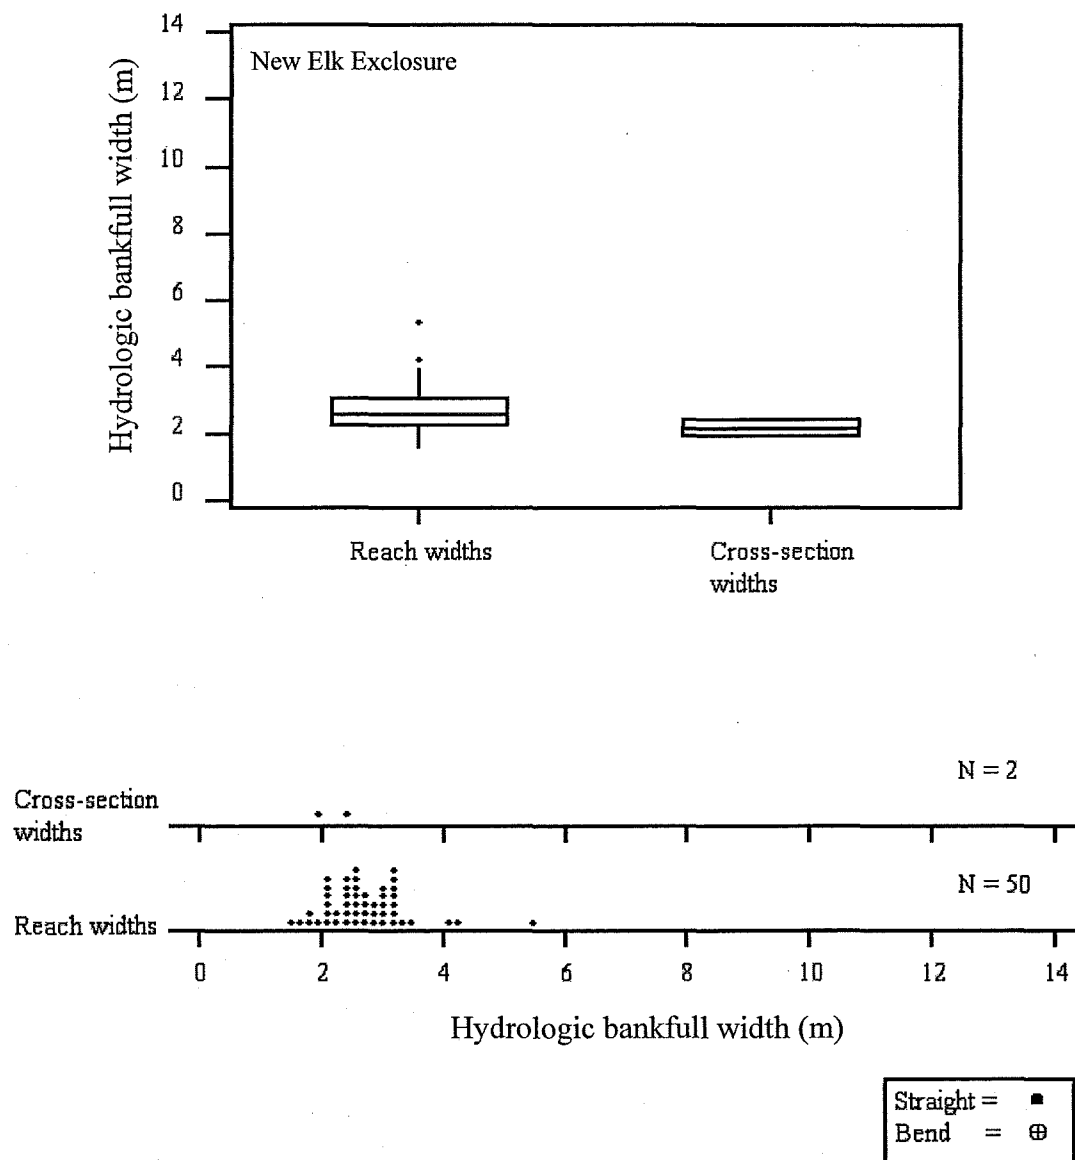 14
12
10
8
6
4
2
0
Hydrologic bankfull width (m)
New Elk Exclosure
Reach widths
Cross-section
widths
N = 2
Cross-section
widths
N = 50
Reach widths
0 2 4 6 8 10 12 14
Hydrologic bankfull width (m)
Straight =
Bend =